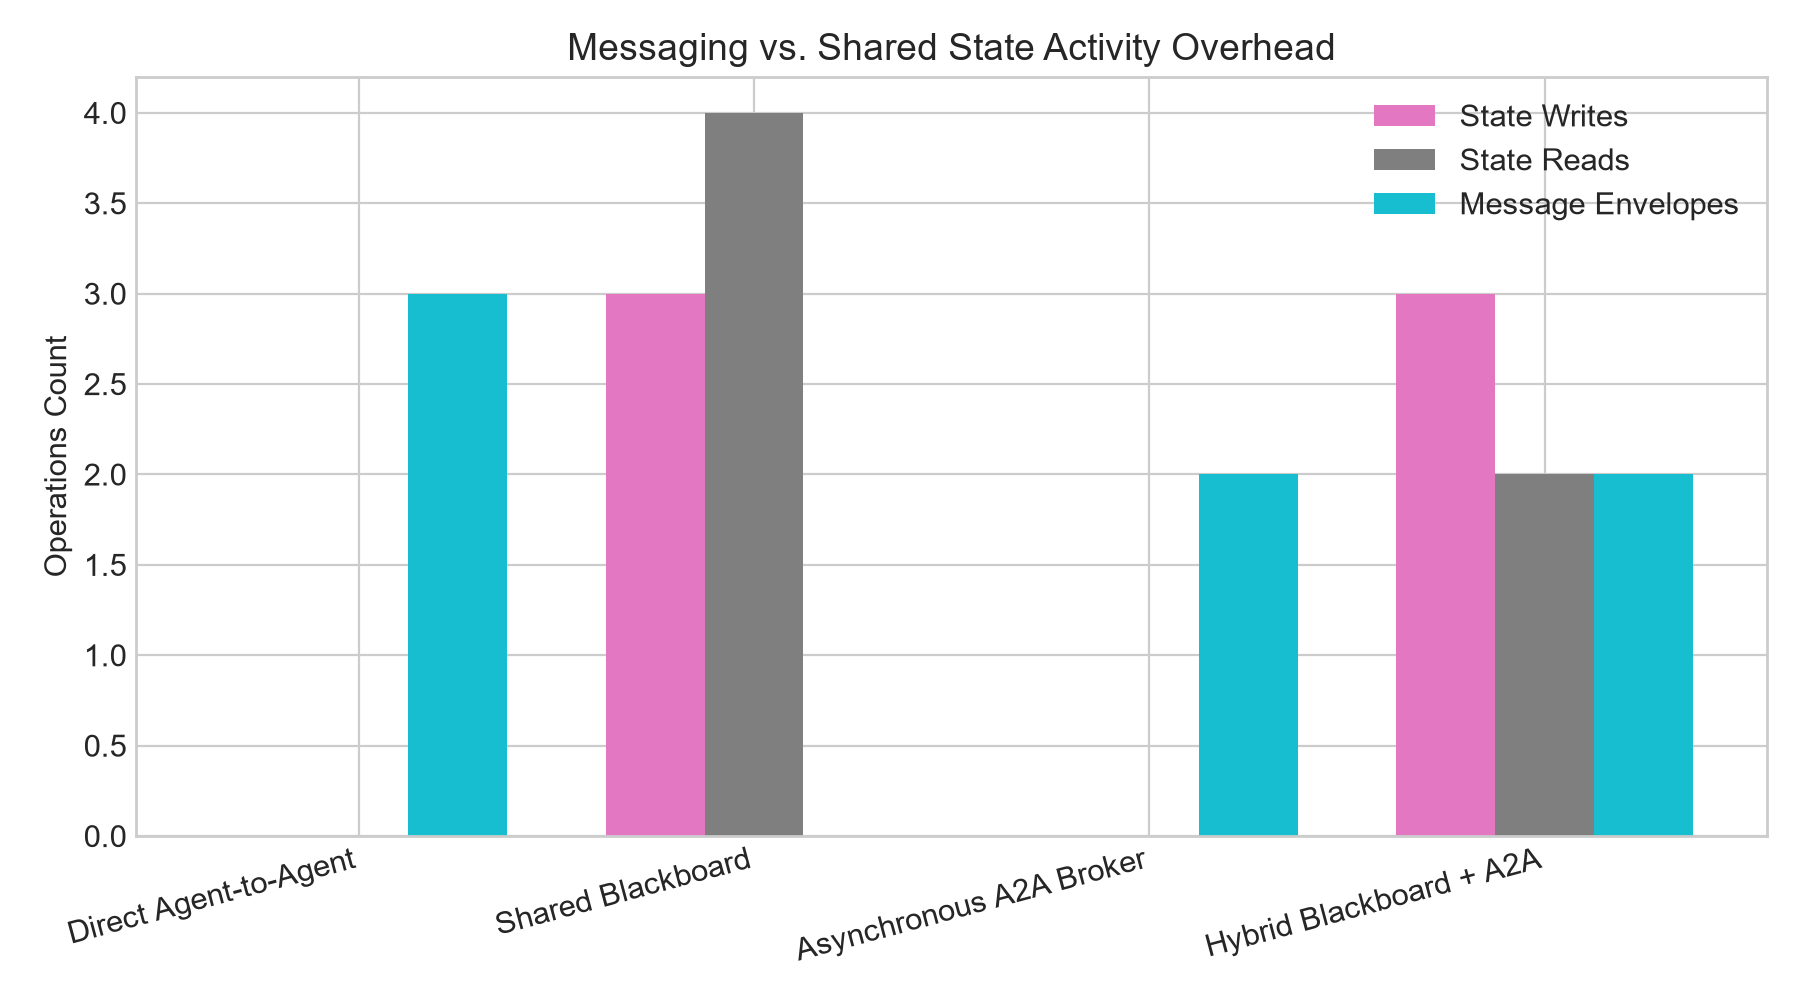 Messaging vs. Shared State Activity Overhead
State Writes
State Reads
Message Envelopes
Operations Count
4.0
3.5
3.0
2.5
2.0
1.5
1.0
0.5
0.0
Direct Agent-to-Agent
Shared Blackboard
Asynchronous A2A Broker
Hybrid Blackboard + A2A